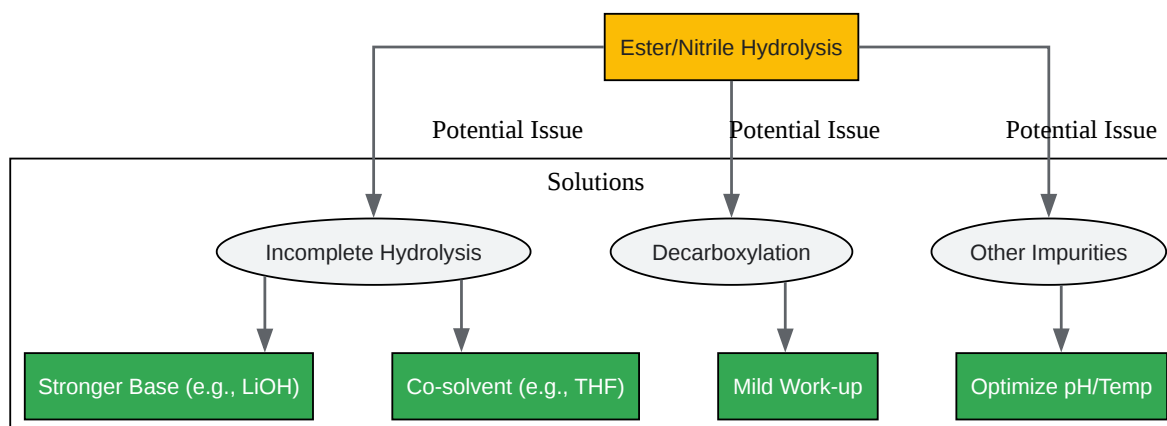 Ester/Nitrile Hydrolysis
Potential Issue
Potential Issue
Potential Issue
Solutions
Incomplete Hydrolysis
Decarboxylation
Other Impurities
Stronger Base (e.g., LiOH)
Co-solvent (e.g., THF)
Mild Work-up
Optimize pH/Temp